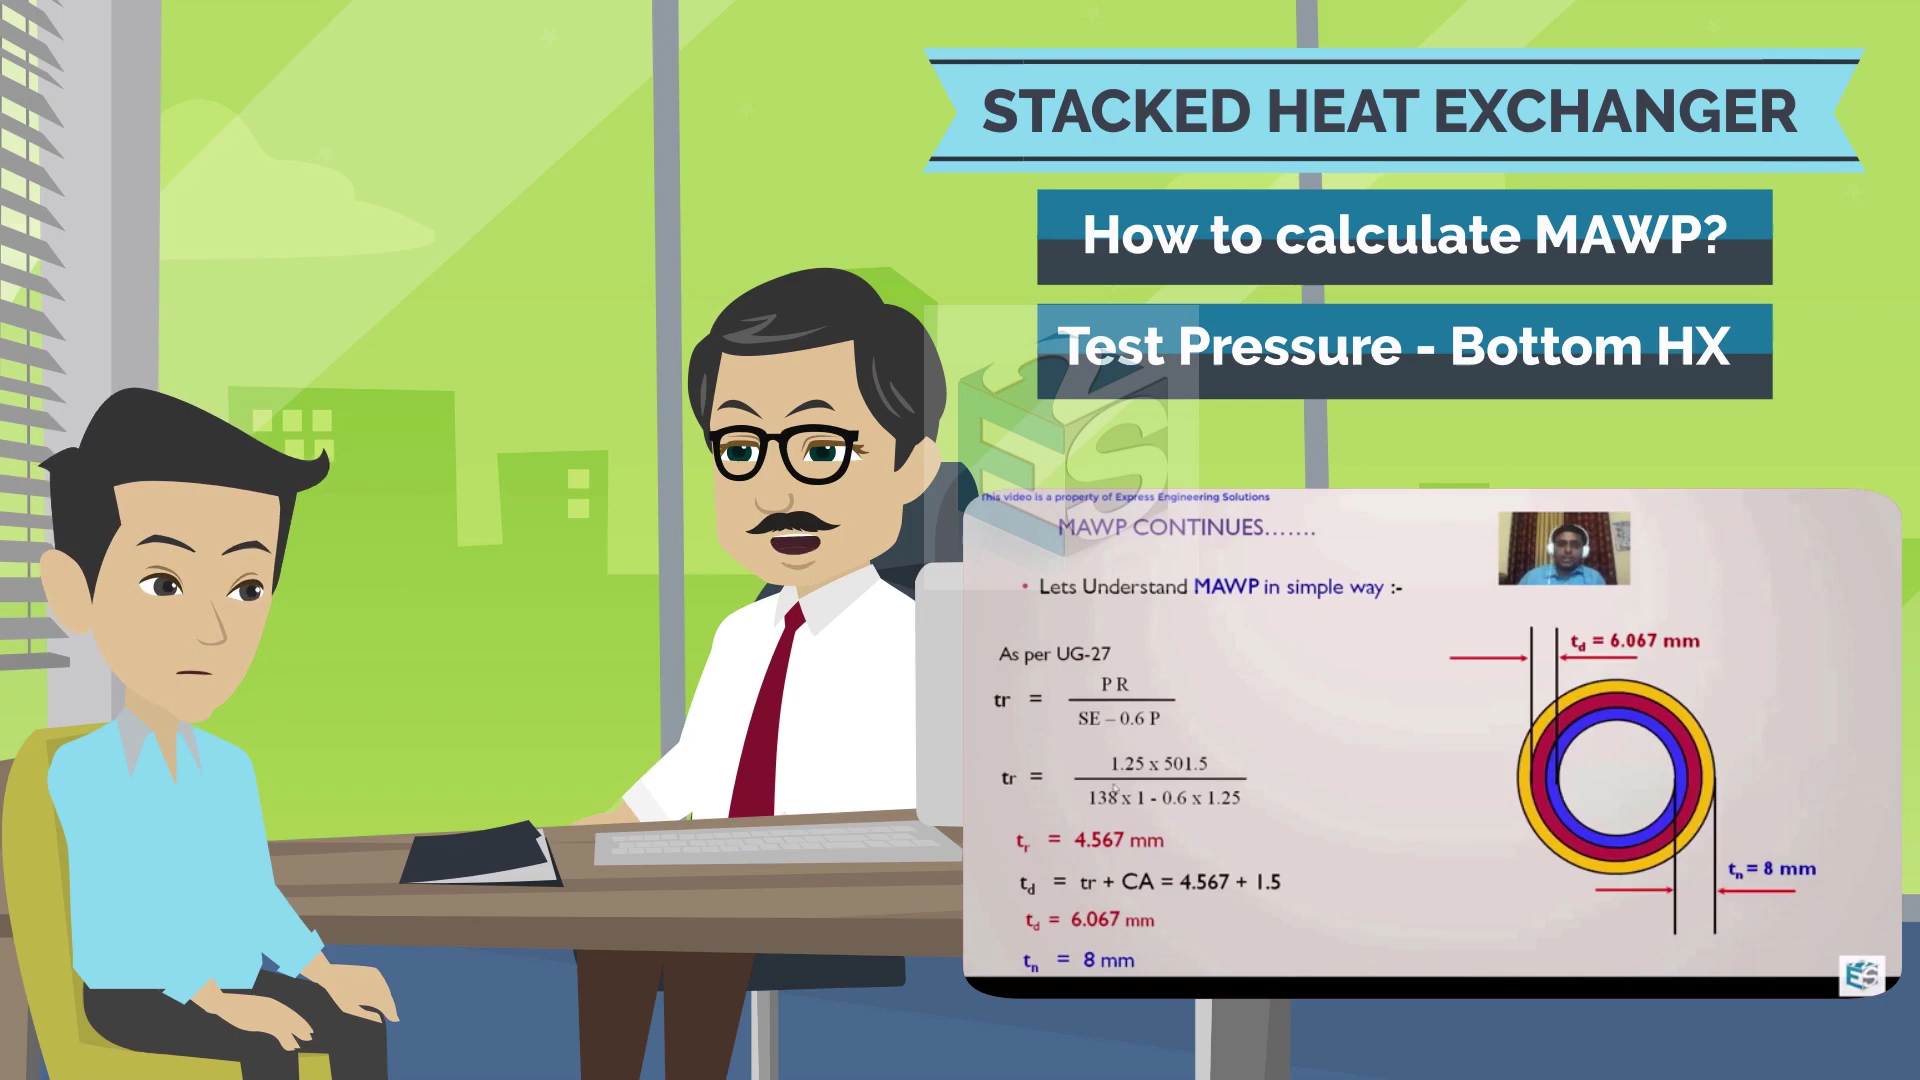 STACKED HEAT EXCHANGER
How to calculate MAWP?
Test Pressure - Bottom HX
ES
This video is a property of Express Engineering Solutions
MAWP CONTINUES.......
• Lets Understand MAWP in simple way :-
As per UG-27
tr = P R
SE – 0.6 P
tr = 1.25 x 501.5
138 x 1 - 0.6 x 1.25
tr = 4.567 mm
td = tr + CA = 4.567 + 1.5
td = 6.067 mm
tn = 8 mm
td = 6.067 mm
tn = 8 mm
ES